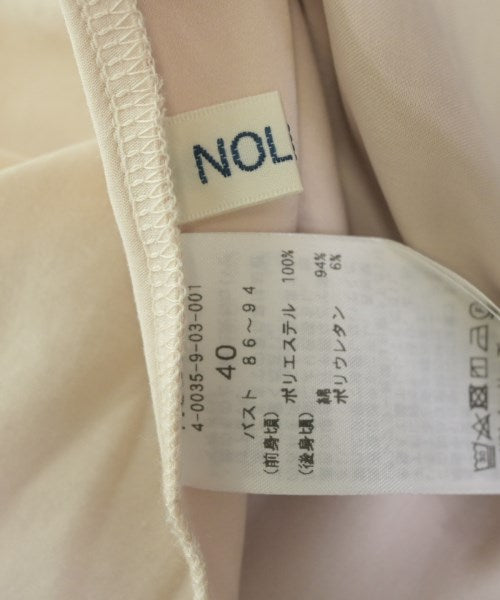 NOL
4-0035-9-03-001
40
バスト 86～94
(前身頃) ポリエステル 100%
(後身頃) 綿 94%
ポリウレタン 6%